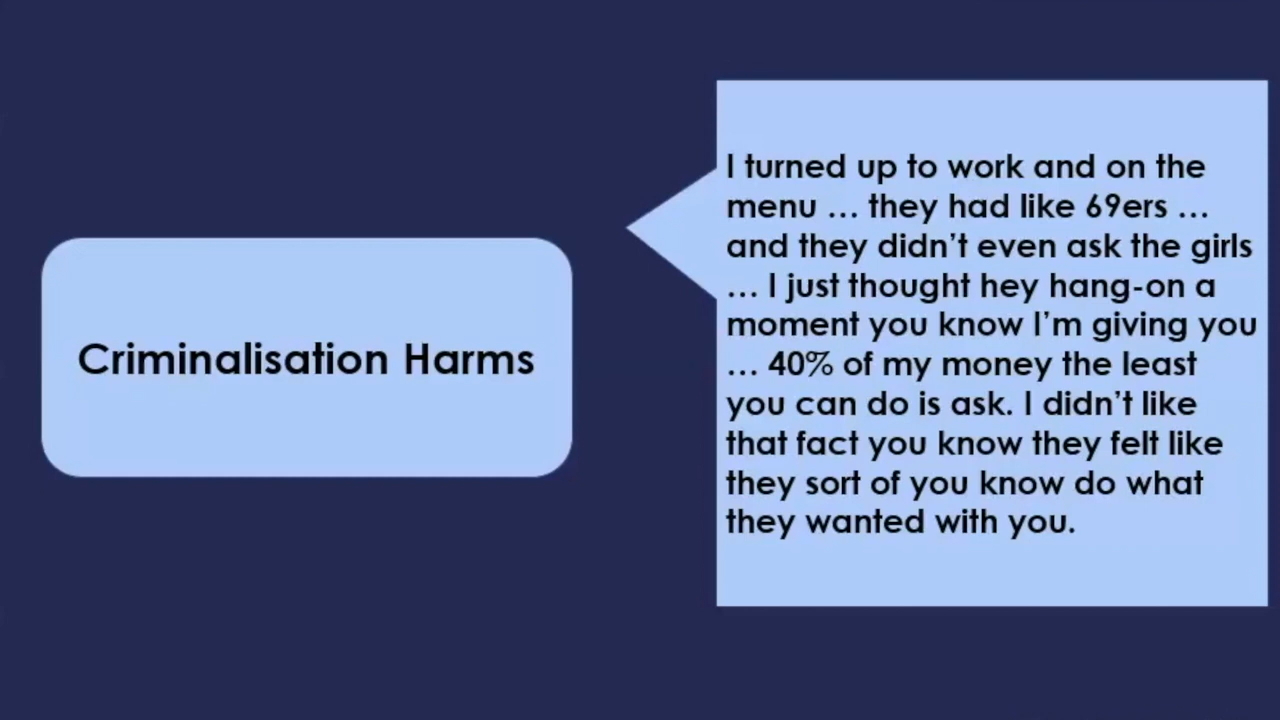 Criminalisation Harms
I turned up to work and on the
menu … they had like 69ers …
and they didn’t even ask the girls
… I just thought hey hang-on a
moment you know I’m giving you
… 40% of my money the least
you can do is ask. I didn’t like
that fact you know they felt like
they sort of you know do what
they wanted with you.